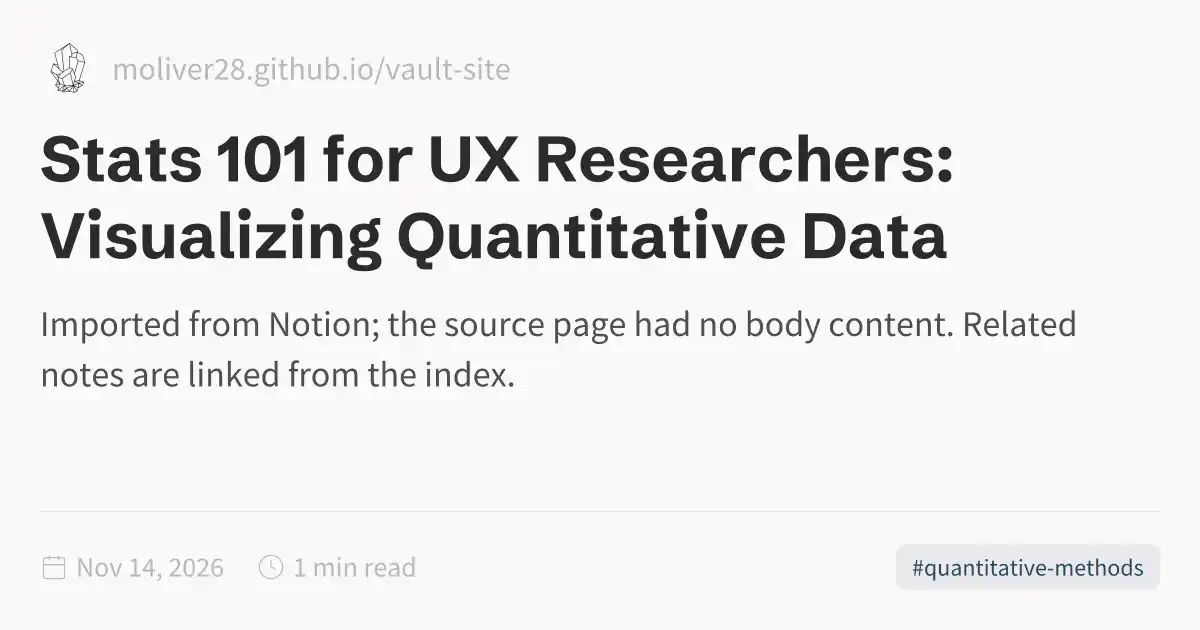 moliver28.github.io/vault-site
Stats 101 for UX Researchers:
Visualizing Quantitative Data
Imported from Notion; the source page had no body content. Related
notes are linked from the index.
Nov 14, 2026
1 min read
#quantitative-methods